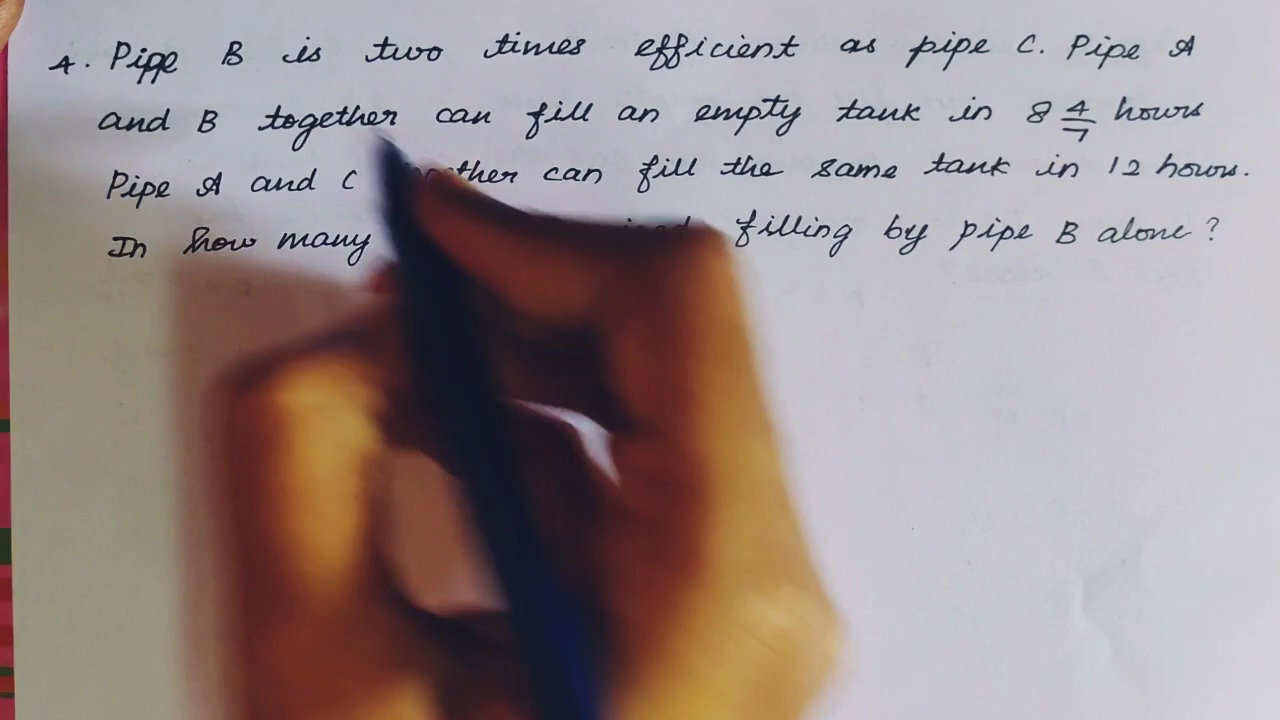 4. Pipe B is two times efficient as pipe C. Pipe A
and B together can fill an empty tank in 8 4/7 hours
Pipe A and C can fill the same tank in 12 hours.
In how many filling by pipe B alone?